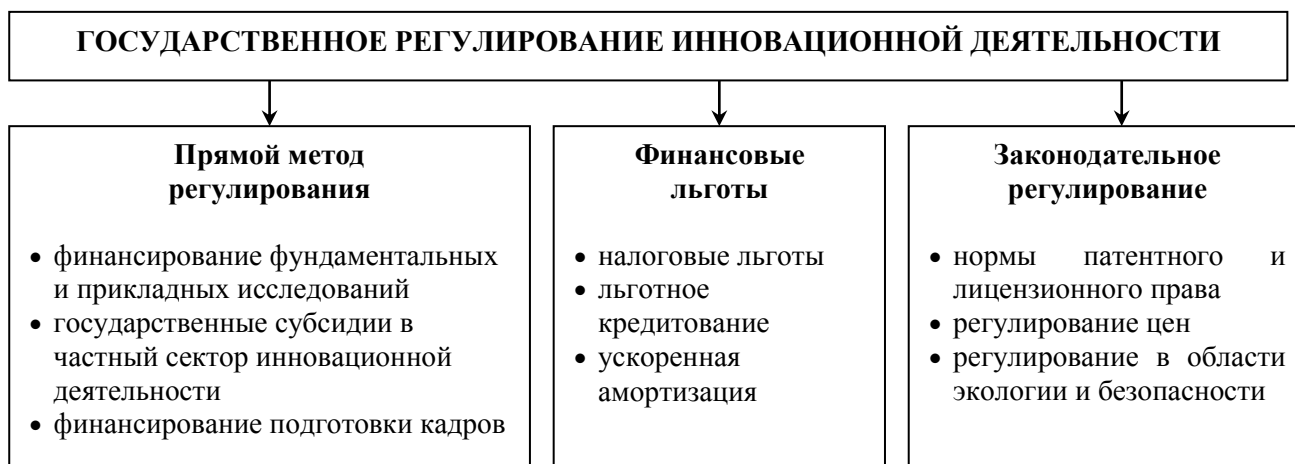 ГОСУДАРСТВЕННОЕ РЕГУЛИРОВАНИЕ ИННОВАЦИОННОЙ ДЕЯТЕЛЬНОСТИ
Прямой метод
регулирования
• финансирование фундаментальных
и прикладных исследований
• государственные субсидии в
частный сектор инновационной
деятельности
• финансирование подготовки кадров
Финансовые
льготы
• налоговые льготы
• льготное
кредитование
• ускоренная
амортизация
Законодательное
регулирование
• нормы патентного и
лицензионного права
• регулирование цен
• регулирование в области
экологии и безопасности